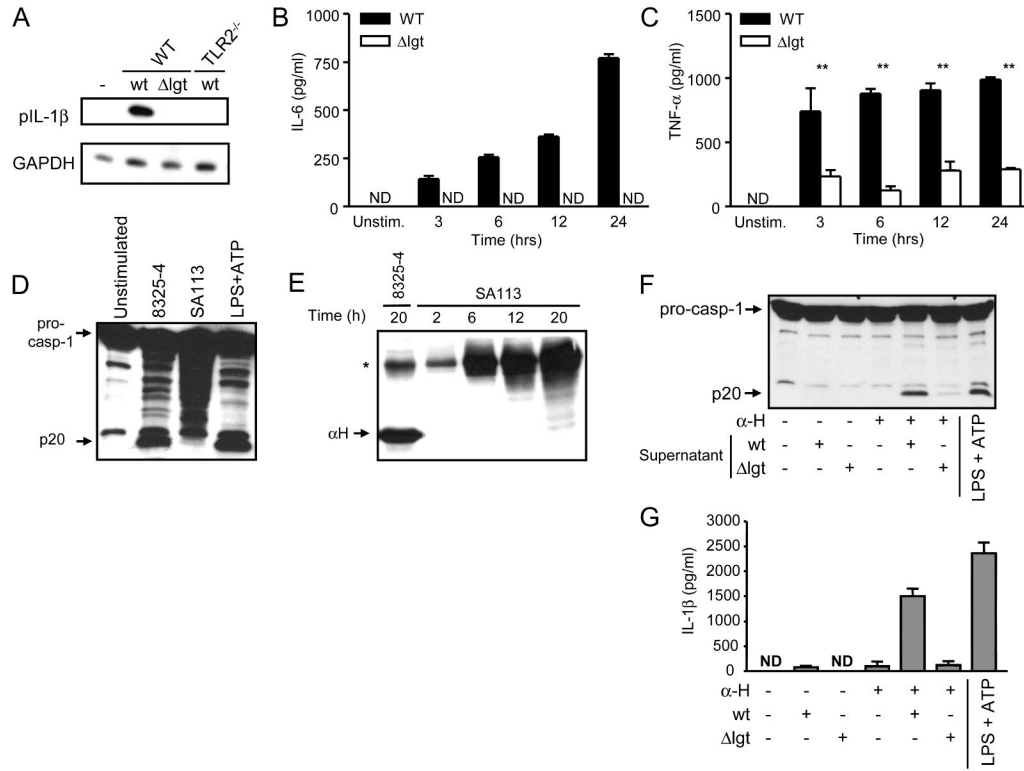 A
WT TLR2-/-
- wt Δlgt wt
pIL-1β
GAPDH
B
WT
Δlgt
IL-6 (pg/ml)
1000
750
500
250
0
ND ND ND ND ND
Unstim. 3 6 12 24
Time (hrs)
C
WT
Δlgt
TNF-α (pg/ml)
1500
1000
500
0
** ** ** **
ND
Unstim. 3 6 12 24
Time (hrs)
D
Unstimulated
8325-4
SA113
LPS+ATP
pro-
casp-1
p20
E
8325-4
SA113
Time (h) 20 2 6 12 20
*
αH
F
pro-casp-1
p20
α-H - - - + + +
Supernatant
wt - + - - + -
Δlgt - - + - - +
LPS + ATP
G
IL-1β (pg/ml)
3000
2500
1500
1000
500
0
ND ND
α-H - - - + + +
wt - + - - + -
Δlgt - - + - - +
LPS + ATP